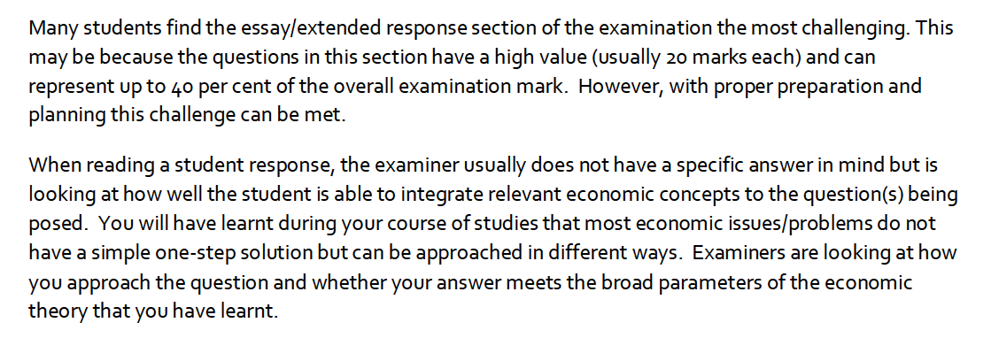 Many students find the essay/extended response section of the examination the most challenging. This
may be because the questions in this section have a high value (usually 20 marks each) and can
represent up to 40 per cent of the overall examination mark.  However, with proper preparation and
planning this challenge can be met.
When reading a student response, the examiner usually does not have a specific answer in mind but is
looking at how well the student is able to integrate relevant economic concepts to the question(s) being
posed.  You will have learnt during your course of studies that most economic issues/problems do not
have a simple one-step solution but can be approached in different ways.  Examiners are looking at how
you approach the question and whether your answer meets the broad parameters of the economic
theory that you have learnt.